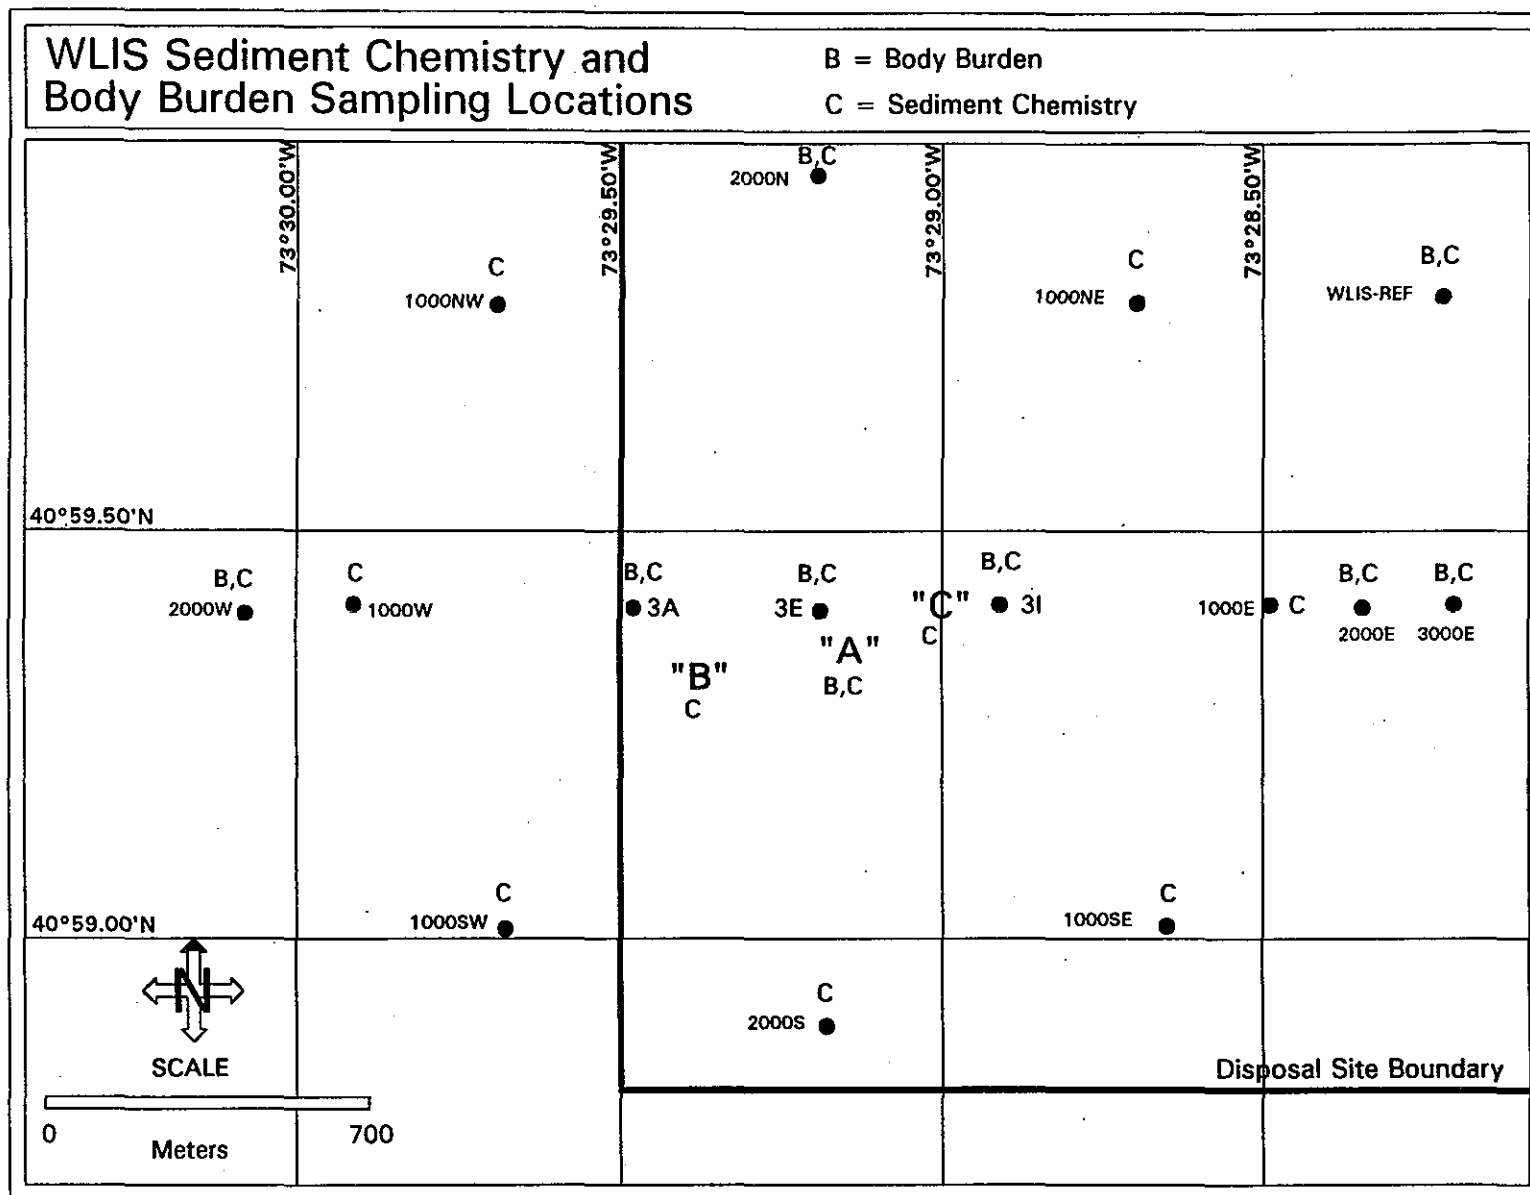 WLIS Sediment Chemistry and
Body Burden Sampling Locations
B = Body Burden
C = Sediment Chemistry
73°30.00'W
73°29.50'W
73°29.00'W
73°28.50'W
B,C
2000N
C
1000NW
C
1000NE
B,C
WLIS-REF
40°59.50'N
B,C
2000W
C
1000W
B,C
3A
B,C
3E
"C"
C
B,C
3I
1000E
C
B,C
2000E
B,C
3000E
"A"
B,C
"B"
C
40°59.00'N
C
1000SW
C
1000SE
C
2000S
N
SCALE
0
700
Meters
Disposal Site Boundary